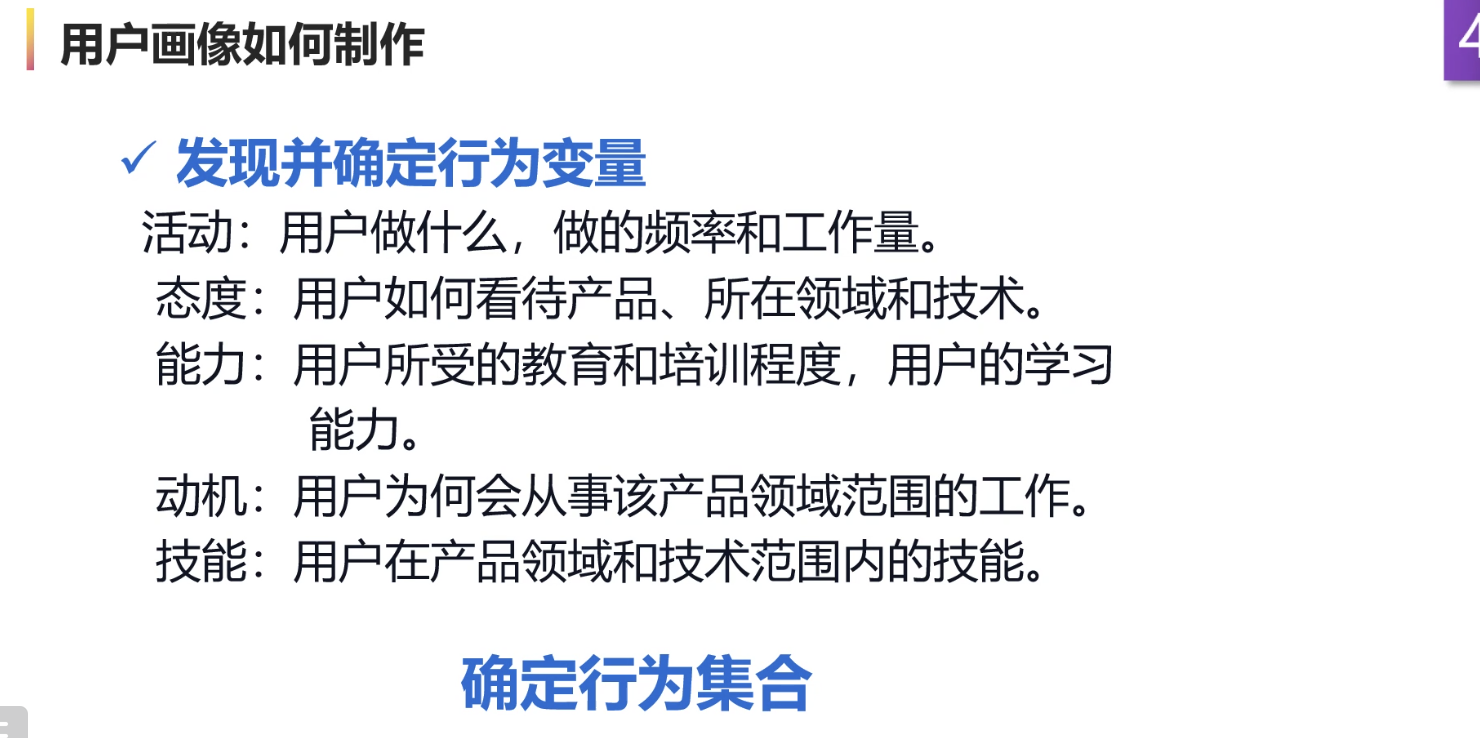 用户画像如何制作
4
✓ 发现并确定行为变量
活动：用户做什么，做的频率和工作量。
态度：用户如何看待产品、所在领域和技术。
能力：用户所受的教育和培训程度，用户的学习
能力。
动机：用户为何会从事该产品领域范围的工作。
技能：用户在产品领域和技术范围内的技能。
确定行为集合